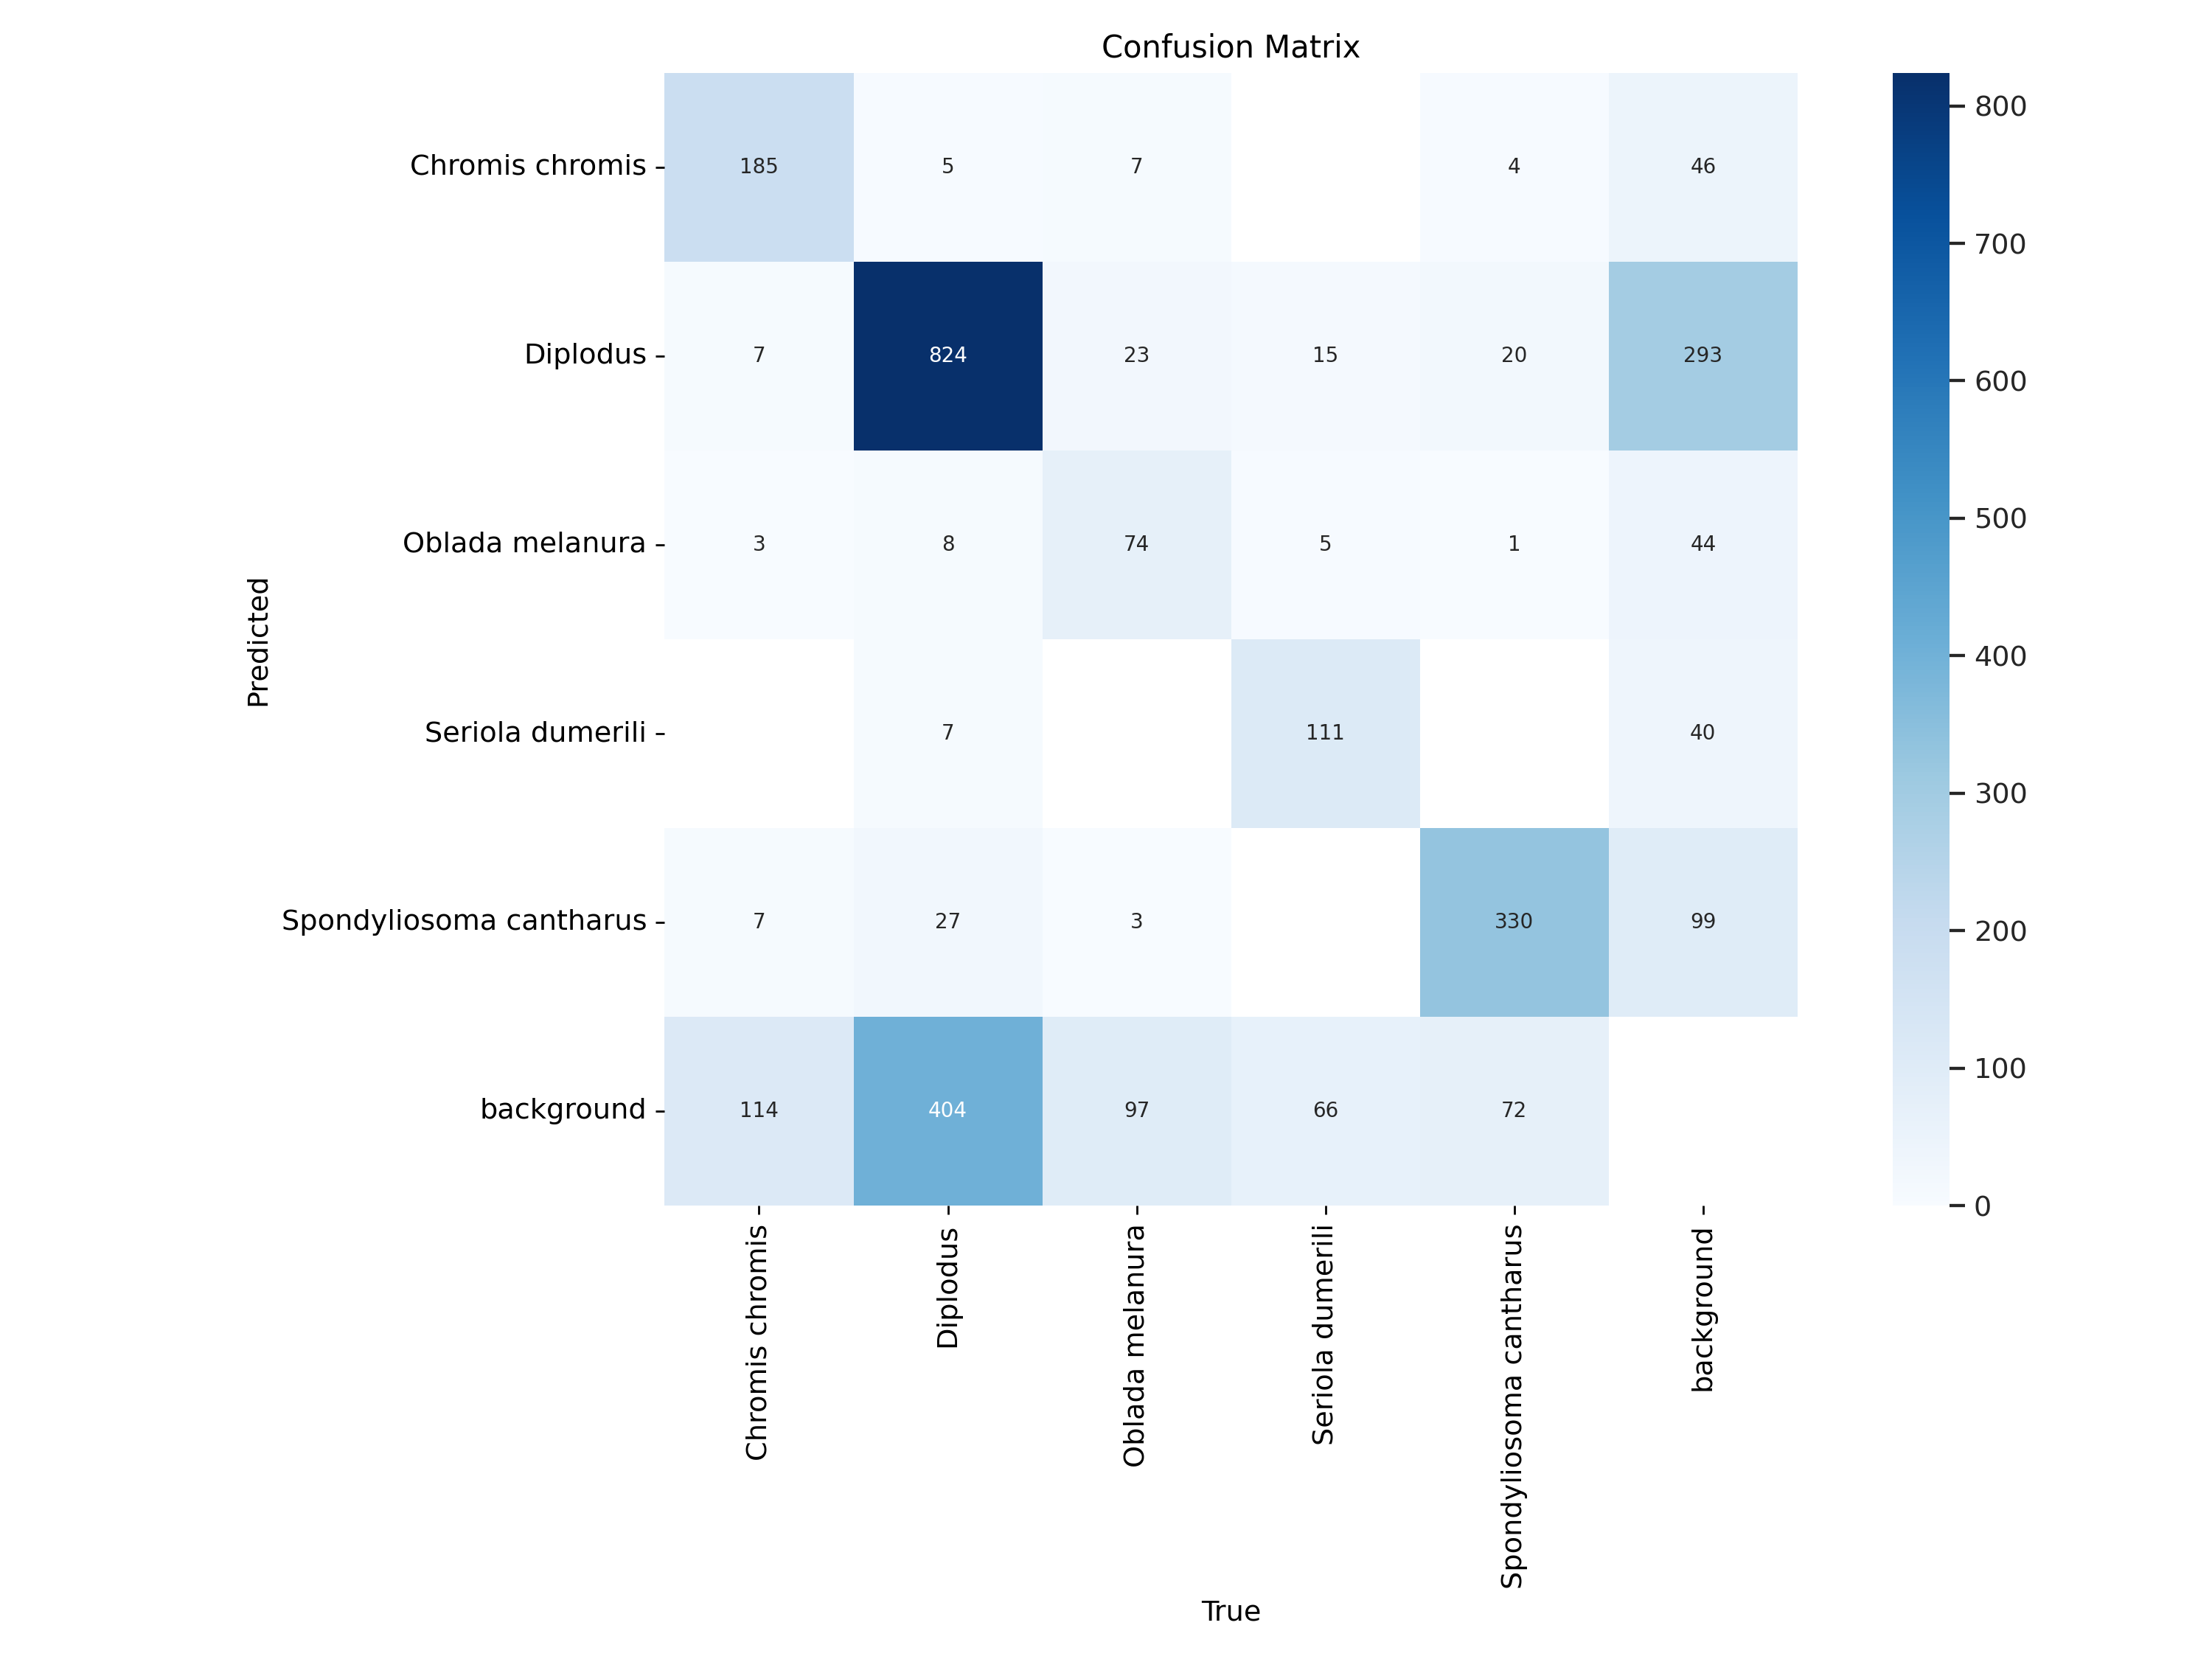 Confusion Matrix
Chromis chromis 185 5 7 4 46
Diplodus 7 824 23 15 20 293
Oblada melanura 3 8 74 5 1 44
Seriola dumerili 7 111 40
Spondyliosoma cantharus 7 27 3 330 99
background 114 404 97 66 72
Predicted
Chromis chromis
Diplodus
Oblada melanura
Seriola dumerili
Spondyliosoma cantharus
background
True
800
700
600
500
400
300
200
100
0